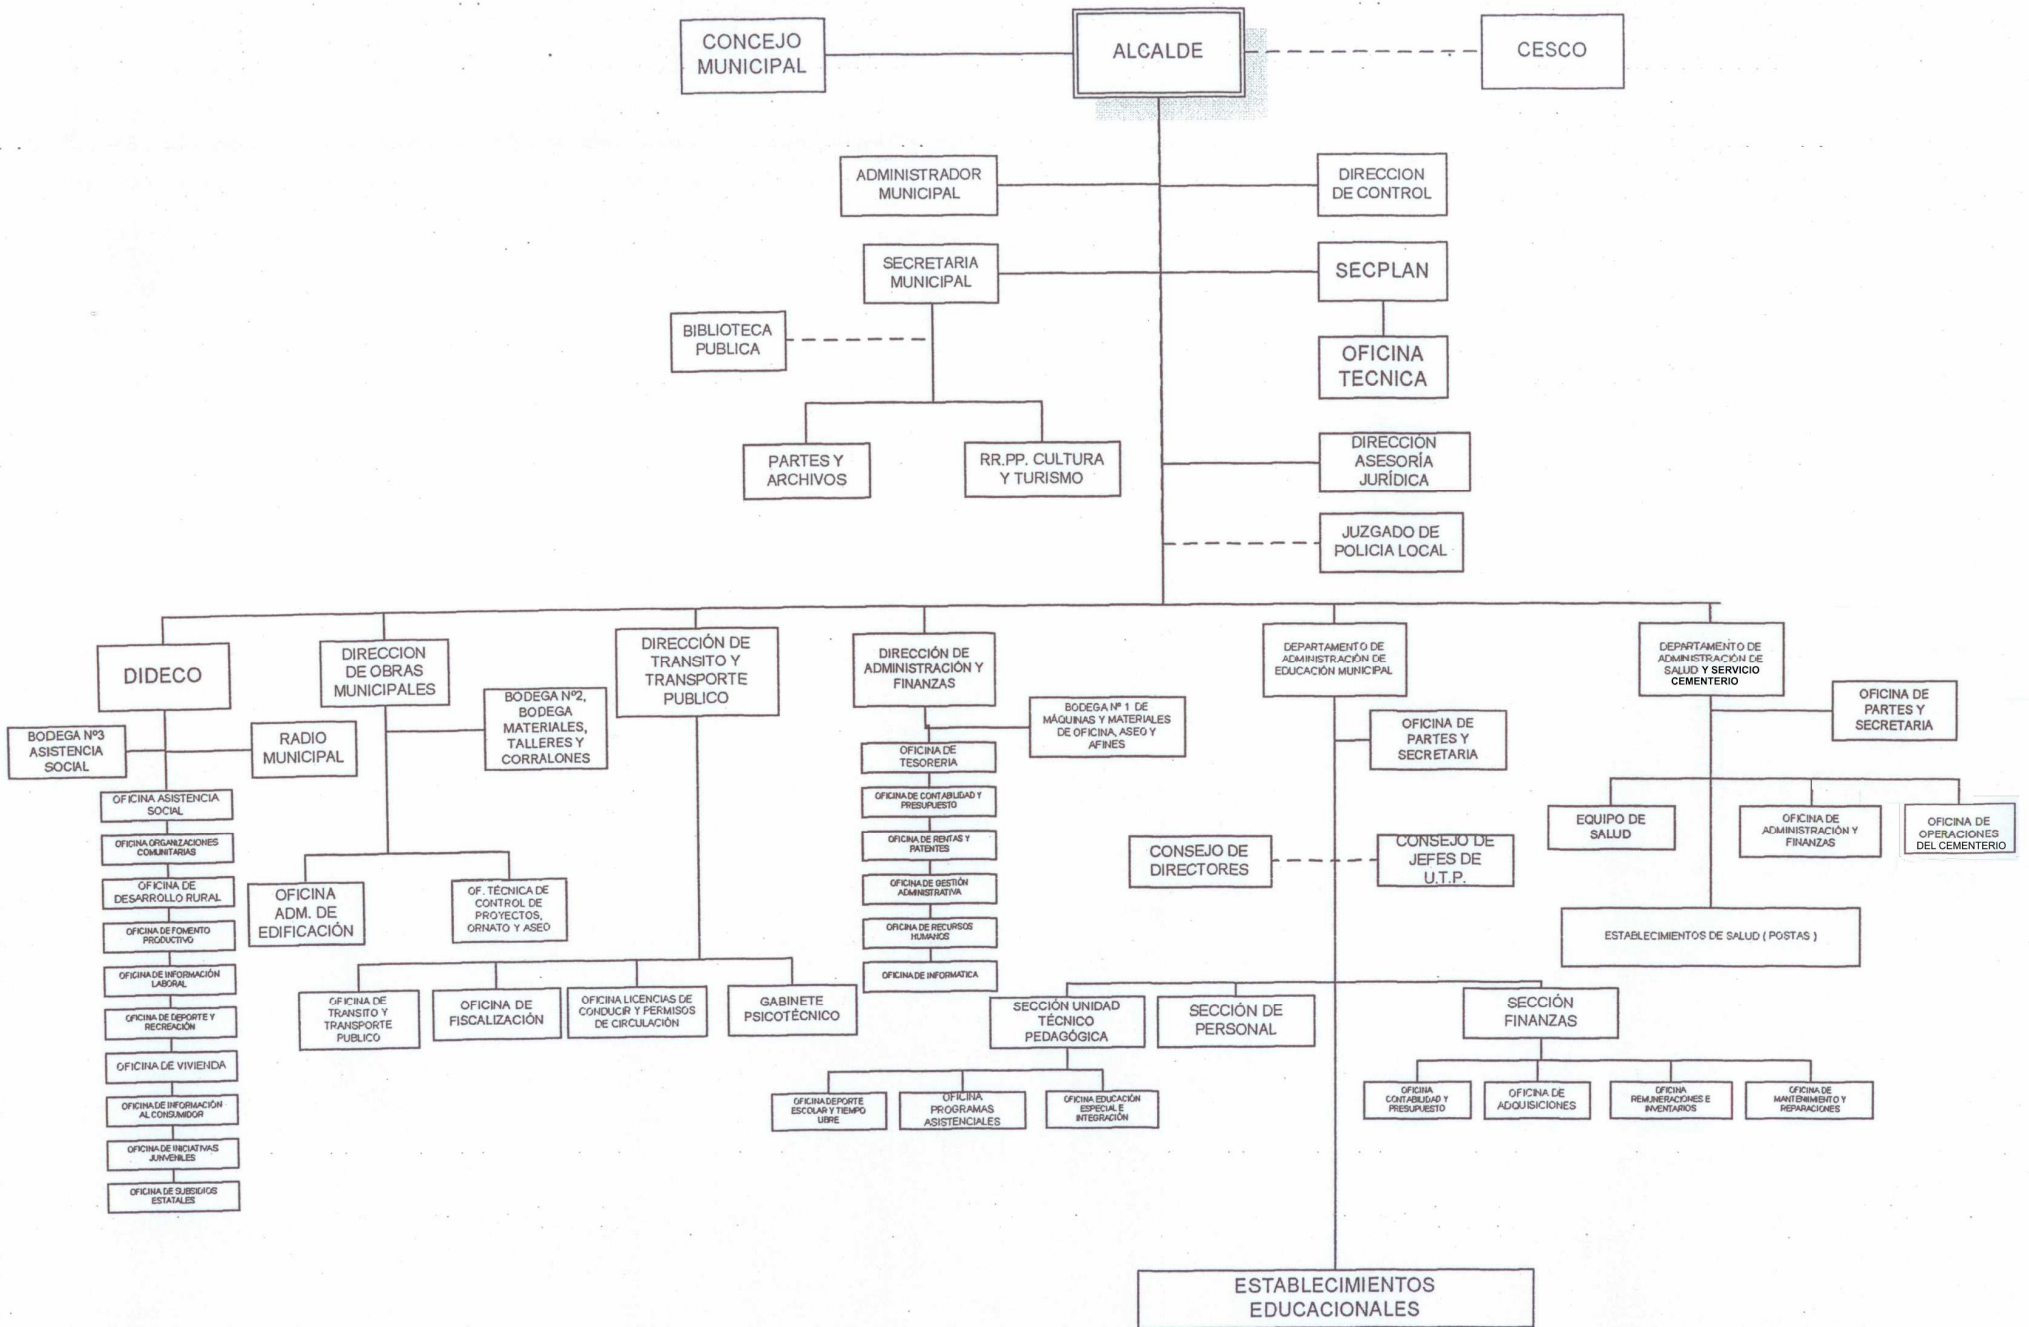 CONCEJO
MUNICIPAL
ALCALDE
CESCO
ADMINISTRADOR
MUNICIPAL
DIRECCION
DE CONTROL
SECRETARIA
MUNICIPAL
SECPLAN
BIBLIOTECA
PUBLICA
OFICINA
TECNICA
PARTES Y
ARCHIVOS
RR.PP. CULTURA
Y TURISMO
DIRECCIÓN
ASESORÍA
JURÍDICA
JUZGADO DE
POLICIA LOCAL
DIDECO
DIRECCION
DE OBRAS
MUNICIPALES
DIRECCIÓN DE
TRANSITO Y
TRANSPORTE
PUBLICO
DIRECCIÓN DE
ADMINISTRACIÓN Y
FINANZAS
DEPARTAMENTO DE
ADMINISTRACIÓN DE
EDUCACIÓN MUNICIPAL
DEPARTAMENTO DE
ADMINISTRACIÓN DE
SALUD Y SERVICIO
CEMENTERIO
BODEGA Nº3
ASISTENCIA
SOCIAL
RADIO
MUNICIPAL
BODEGA Nº2,
BODEGA
MATERIALES,
TALLERES Y
CORRALONES
BODEGA Nº 1 DE
MÁQUINAS Y MATERIALES
DE OFICINA, ASEO Y
AFINES
OFICINA DE
PARTES Y
SECRETARIA
OFICINA DE
PARTES Y
SECRETARIA
OFICINA ASISTENCIA
SOCIAL
OFICINA ORGANIZACIONES
COMUNITARIAS
OFICINA DE
DESARROLLO RURAL
OFICINA DE FOMENTO
PRODUCTIVO
OFICINA DE INFORMACIÓN
LABORAL
OFICINA DE DEPORTE Y
RECREACIÓN
OFICINA DE VIVIENDA
OFICINA DE INFORMACIÓN
AL CONSUMIDOR
OFICINA DE INICIATIVAS
JUNVENILES
OFICINA DE SUBSIDIOS
ESTATALES
OFICINA
ADM. DE
EDIFICACIÓN
OF. TÉCNICA DE
CONTROL DE
PROYECTOS,
ORNATO Y ASEO
OFICINA DE
TRANSITO Y
TRANSPORTE
PUBLICO
OFICINA DE
FISCALIZACIÓN
OFICINA LICENCIAS DE
CONDUCIR Y PERMISOS
DE CIRCULACIÓN
GABINETE
PSICOTÉCNICO
OFICINA DE
TESORERIA
OFICINA DE CONTABILIDAD Y
PRESUPUESTO
OFICINA DE RENTAS Y
PATENTES
OFICINA DE GESTIÓN
ADMINISTRATIVA
OFICINA DE RECURSOS
HUMANOS
OFICINA DE INFORMATICA
CONSEJO DE
DIRECTORES
CONSEJO DE
JEFES DE
U.T.P.
EQUIPO DE
SALUD
OFICINA DE
ADMINISTRACIÓN Y
FINANZAS
OFICINA DE
OPERACIONES
DEL CEMENTERIO
ESTABLECIMIENTOS DE SALUD ( POSTAS )
SECCIÓN UNIDAD
TÉCNICO
PEDAGÓGICA
SECCIÓN DE
PERSONAL
SECCIÓN
FINANZAS
OFICINA DEPORTE
ESCOLAR Y TIEMPO
LIBRE
OFICINA
PROGRAMAS
ASISTENCIALES
OFICINA EDUCACIÓN
ESPECIAL E
INTEGRACIÓN
OFICINA
CONTABILIDAD Y
PRESUPUESTO
OFICINA DE
ADQUISICIONES
OFICINA
REMUNERACIONES E
INVENTARIOS
OFICINA DE
MANTENIMIENTO Y
REPARACIONES
ESTABLECIMIENTOS
EDUCACIONALES